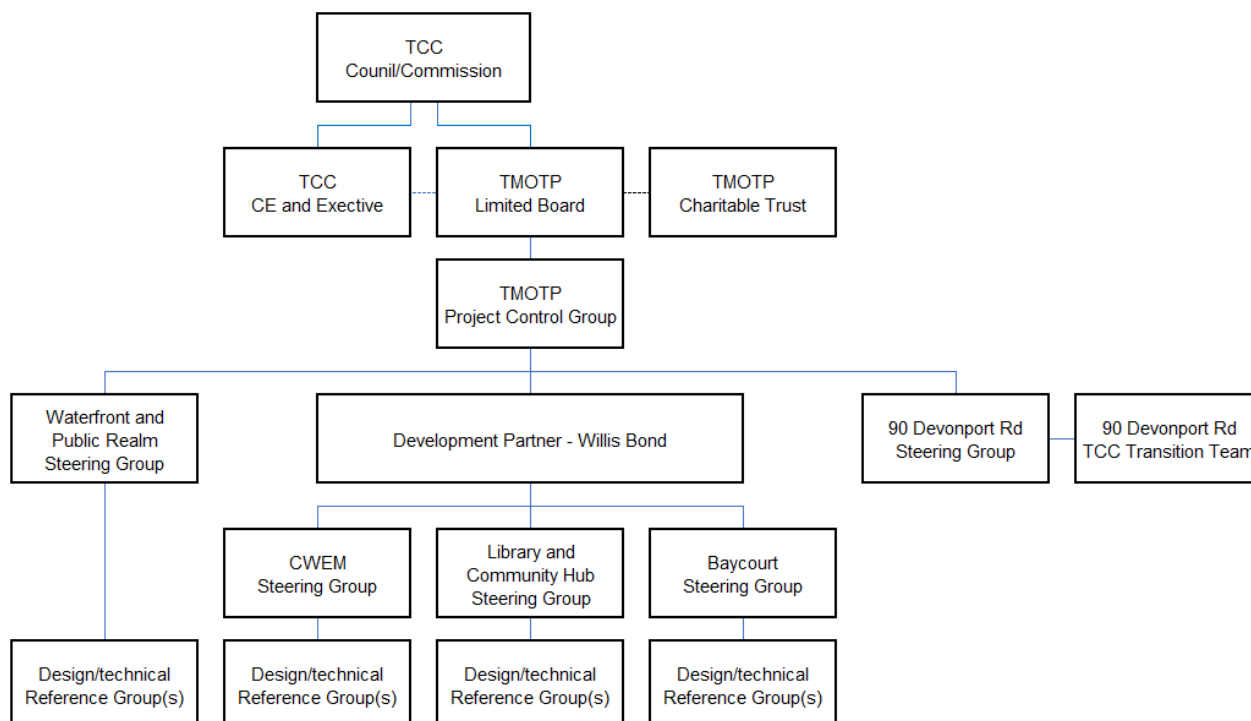 TCC
Counil/Commission
TCC
CE and Exective
TMOTP
Limited Board
TMOTP
Charitable Trust
TMOTP
Project Control Group
Waterfront and
Public Realm
Steering Group
Development Partner - Willis Bond
90 Devonport Rd
Steering Group
90 Devonport Rd
TCC Transition Team
CWEM
Steering Group
Library and
Community Hub
Steering Group
Baycourt
Steering Group
Design/technical
Reference Group(s)
Design/technical
Reference Group(s)
Design/technical
Reference Group(s)
Design/technical
Reference Group(s)